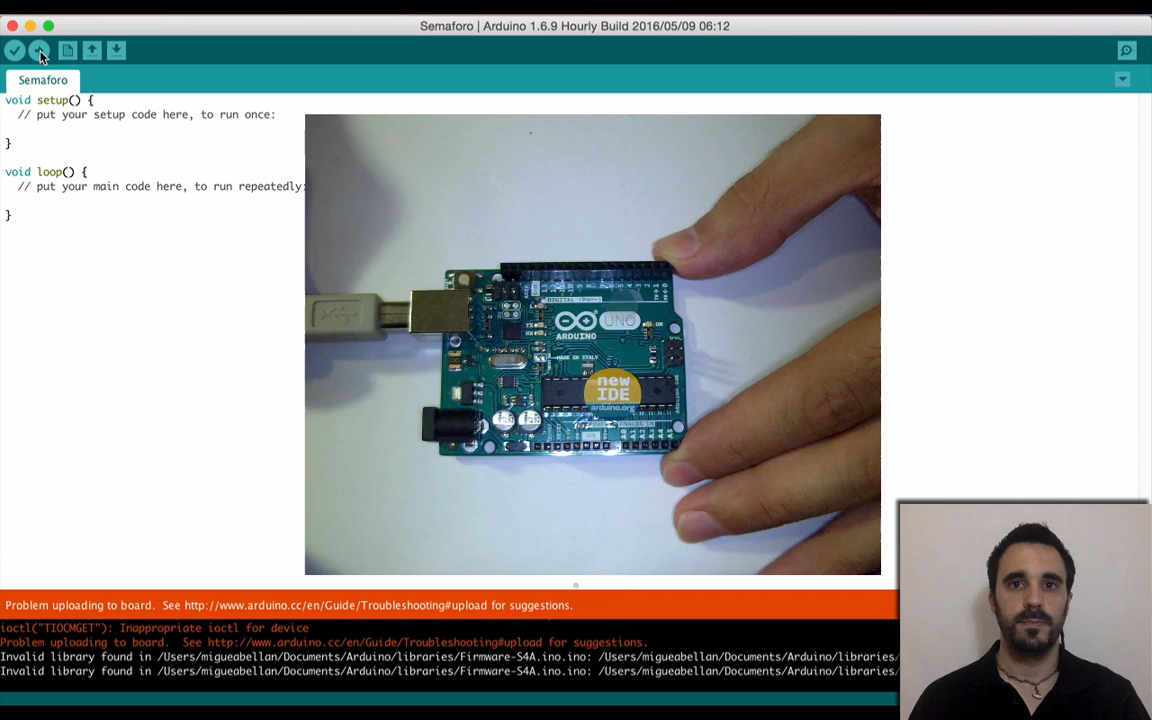 Semaforo | Arduino 1.6.9 Hourly Build 2016/05/09 06:12
Semaforo
void setup() {
// put your setup code here, to run once:
}
void loop() {
// put your main code here, to run repeatedly:
}
DIGITAL (PWM~)
UNO
ARDUINO
MADE IN ITALY
new
IDE
arduino.org
Problem uploading to board. See http://www.arduino.cc/en/Guide/Troubleshooting#upload for suggestions.
ioctl("TIOCMGET"): Inappropriate ioctl for device
Problem uploading to board. See http://www.arduino.cc/en/Guide/Troubleshooting#upload for suggestions.
Invalid library found in /Users/migueabellan/Documents/Arduino/libraries/Firmware-S4A.ino.ino: /Users/migueabellan/Documents/Arduino/libraries/
Invalid library found in /Users/migueabellan/Documents/Arduino/libraries/Firmware-S4A.ino.ino: /Users/migueabellan/Documents/Arduino/libraries/